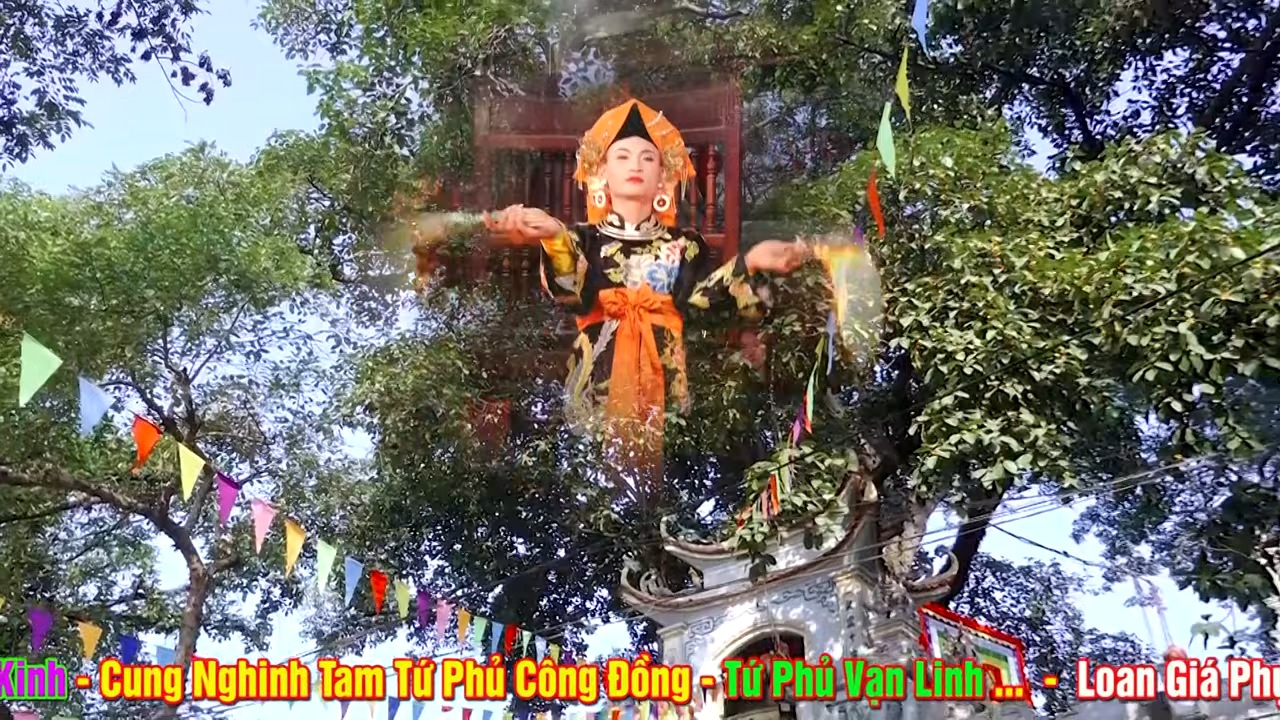 Kinh - Cung Nghinh Tam Tứ Phủ Công Đồng - Tứ Phủ Vạn Linh ... - Loan Giá Phụ